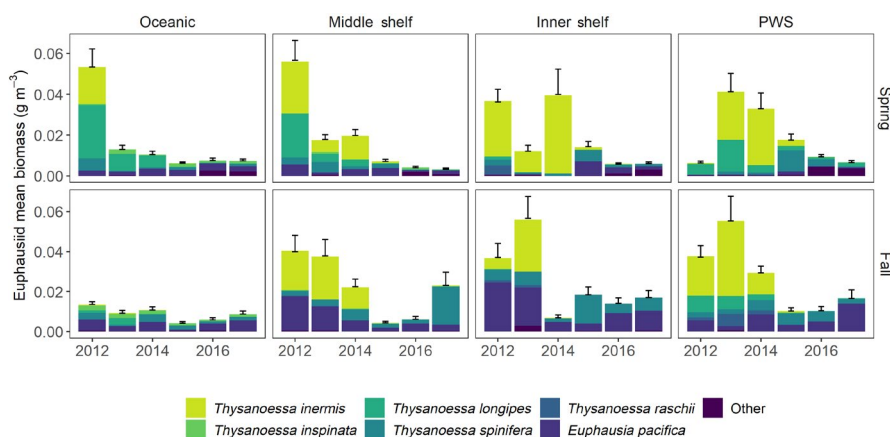 Oceanic Middle shelf Inner shelf PWS
Euphausiid mean biomass (g m−3)
0.06
0.04
0.02
0.00
Spring
0.06
0.04
0.02
0.00
Fall
2012 2014 2016 2012 2014 2016 2012 2014 2016 2012 2014 2016
Thysanoessa inermis Thysanoessa longipes Thysanoessa raschii Other
Thysanoessa inspinata Thysanoessa spinifera Euphausia pacifica